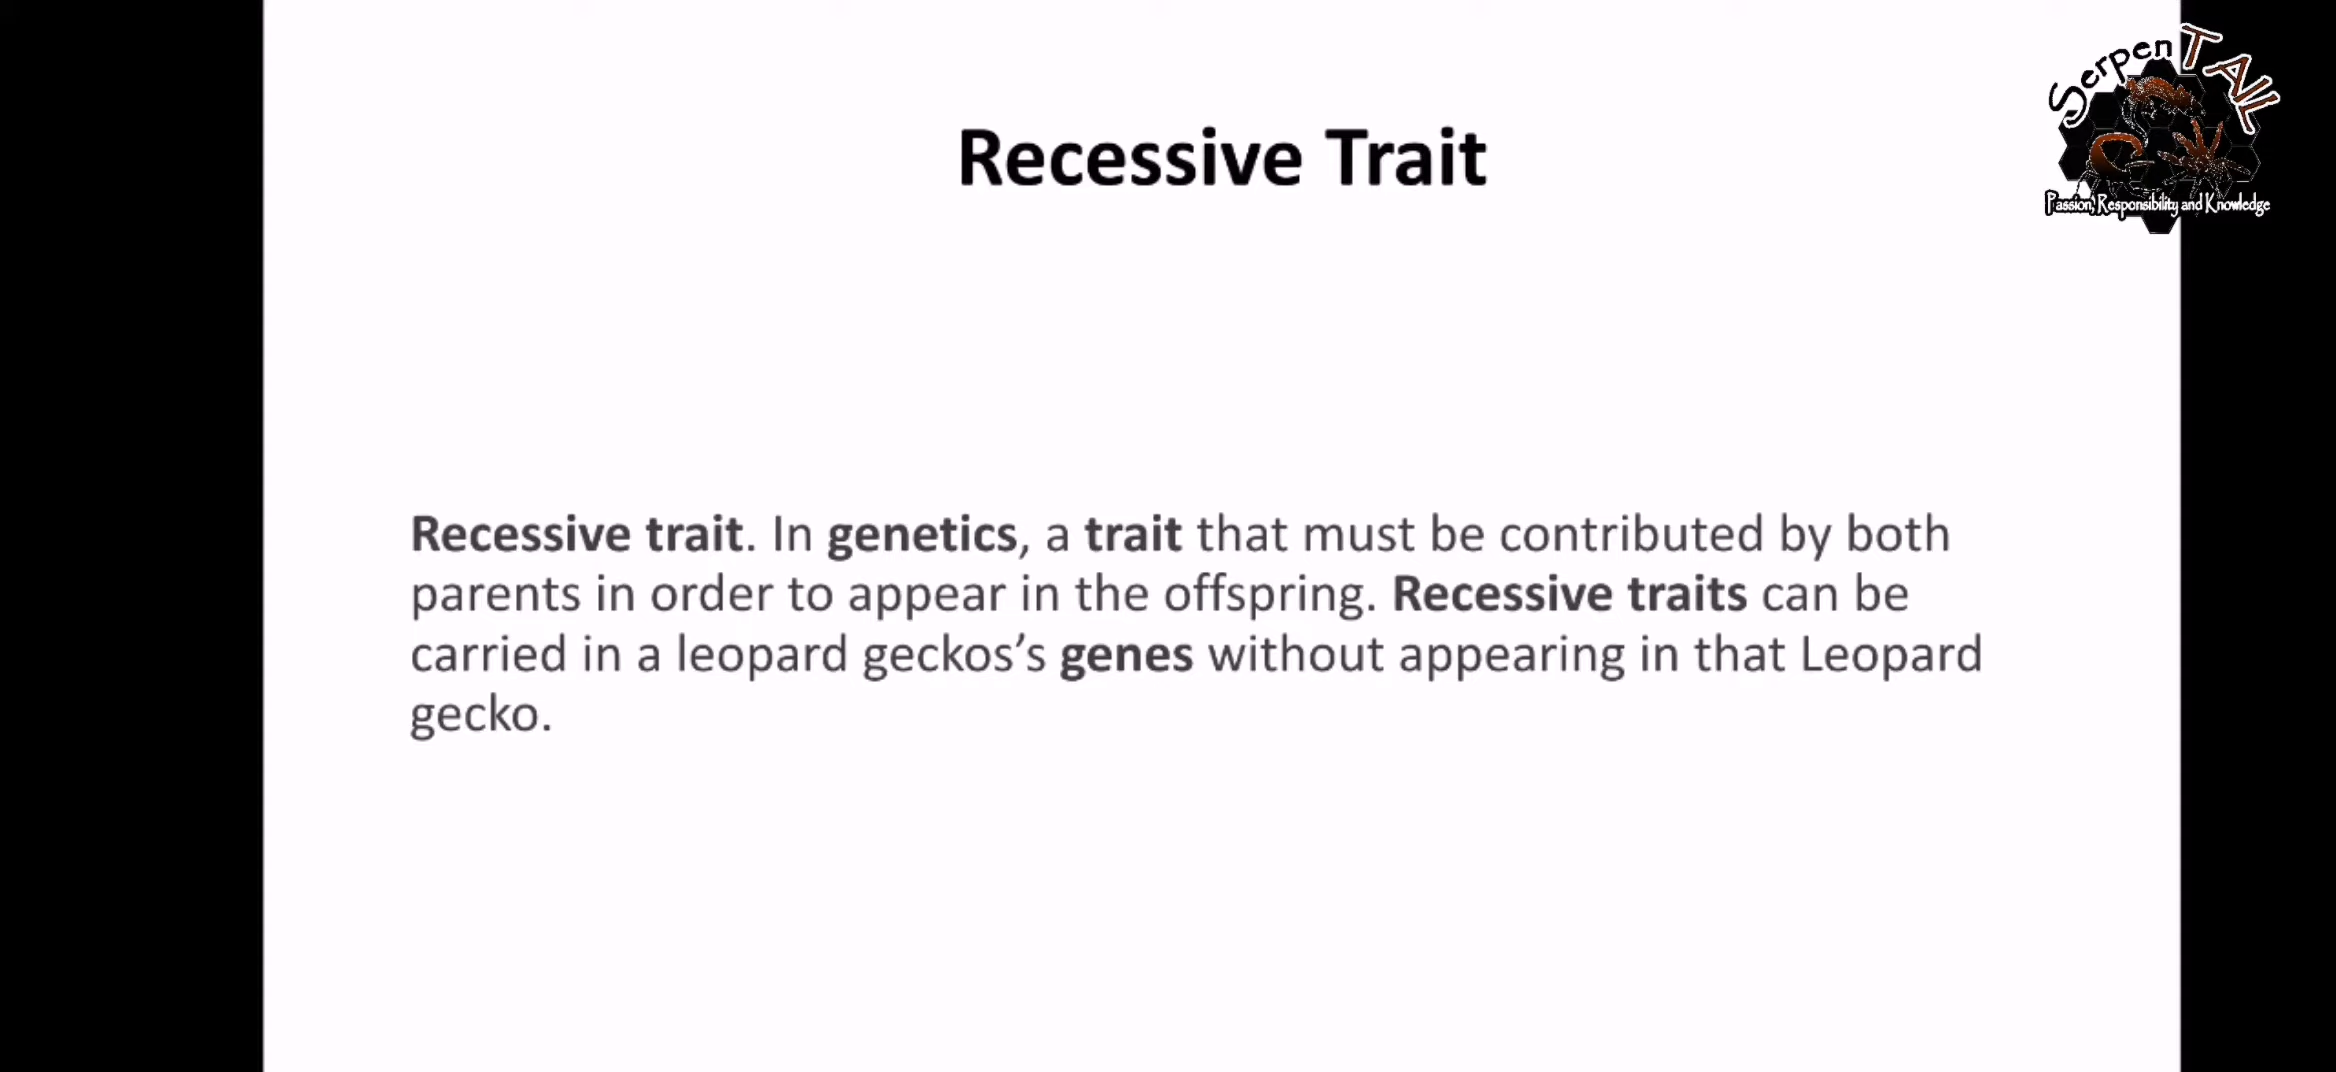 SerpenTAIL
Recessive Trait
Passion, Responsibility and Knowledge
Recessive trait. In genetics, a trait that must be contributed by both
parents in order to appear in the offspring. Recessive traits can be
carried in a leopard geckos’s genes without appearing in that Leopard
gecko.